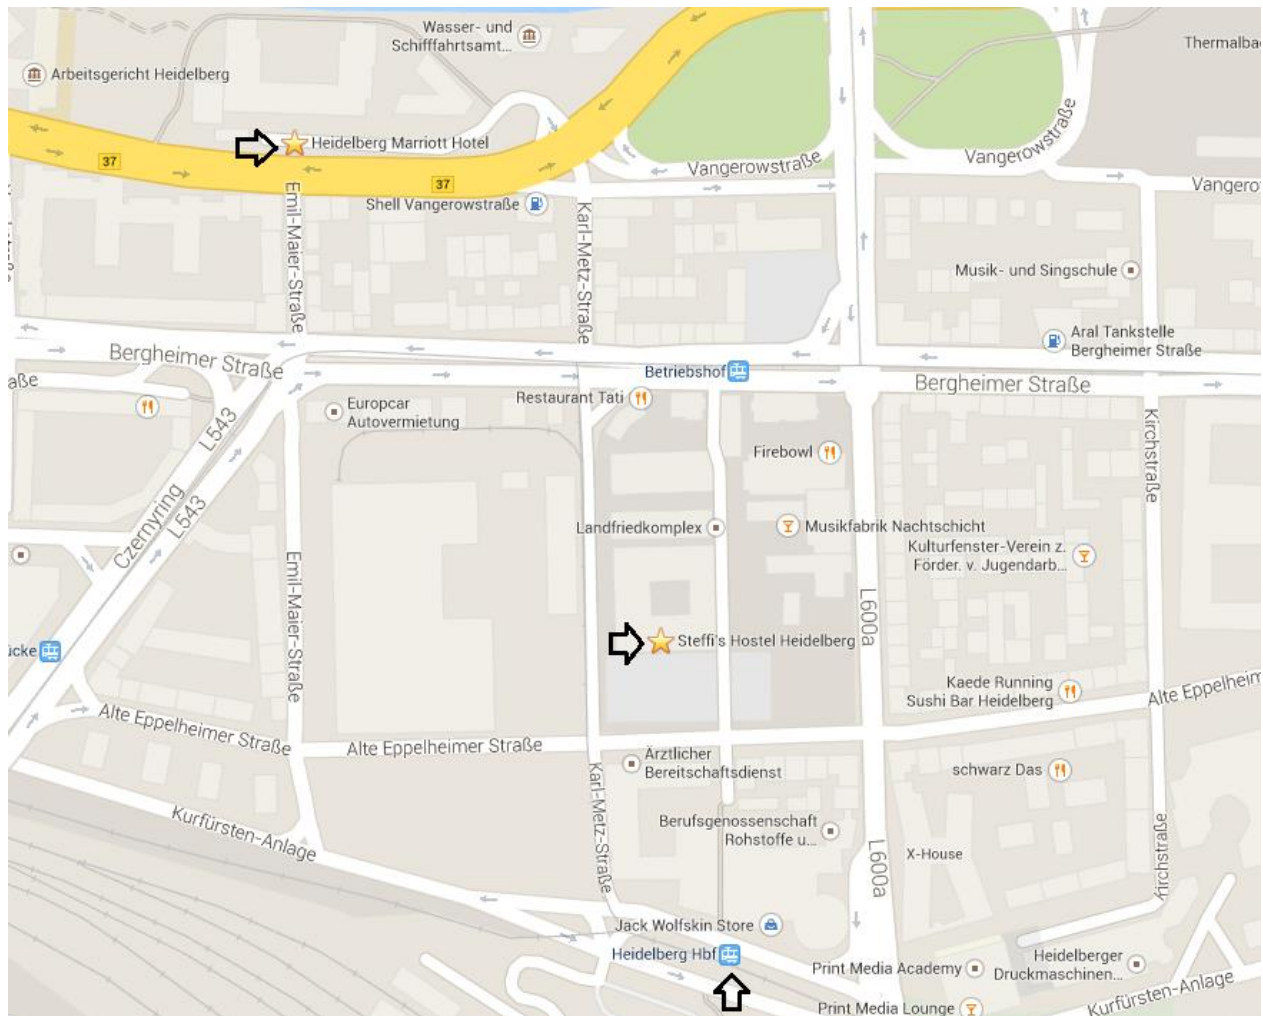 Wasser- und
Schifffahrtsamt...
Thermalba
Arbeitsgericht Heidelberg
Heidelberg Marriott Hotel
37
37
Vangerowstraße
Vangerowstraße
Vangero
Shell Vangerowstraße
Emil-Maier-Straße
Karl-Metz-Straße
Musik- und Singschule
Aral Tankstelle
Bergheimer Straße
Bergheimer Straße
Betriebshof
Bergheimer Straße
aße
Restaurant Tati
Europcar
Autovermietung
L543
Kirchstraße
Firebowl
Czernyring
L543
Landfriedkomplex
Musikfabrik Nachtschicht
Kulturfenster-Verein z.
Förder. v. Jugendarb...
Emil-Maier-Straße
L600a
Steffi's Hostel Heidelberg
ücke
Kaede Running
Sushi Bar Heidelberg
Alte Eppelheim
Alte Eppelheimer Straße
Alte Eppelheimer Straße
Ärztlicher
Bereitschaftsdienst
schwarz Das
Karl-Metz-Straße
Kurfürsten-Anlage
Berufsgenossenschaft
Rohstoffe u...
X-House
L600a
Kirchstraße
Jack Wolfskin Store
Heidelberg Hbf
Print Media Academy
Heidelberger
Druckmaschinen...
Print Media Lounge
Kurfürsten-Anlage